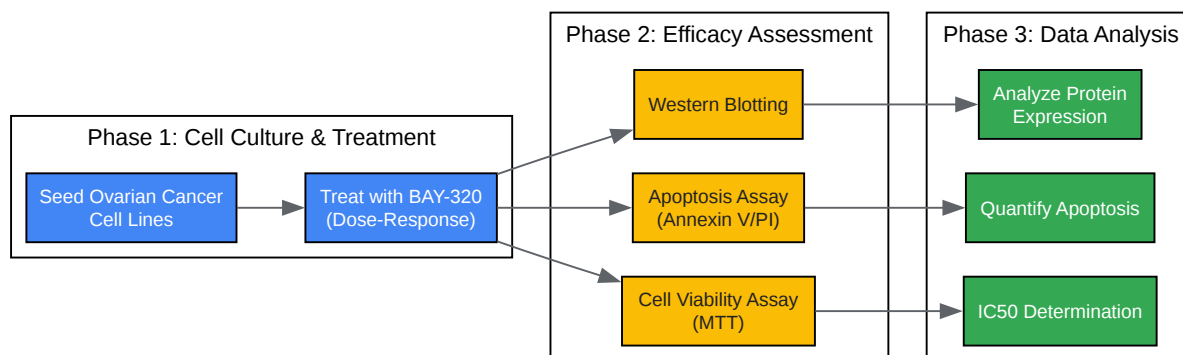 Phase 1: Cell Culture & Treatment
Seed Ovarian Cancer
Cell Lines
Treat with BAY-320
(Dose-Response)
Phase 2: Efficacy Assessment
Western Blotting
Apoptosis Assay
(Annexin V/PI)
Cell Viability Assay
(MTT)
Phase 3: Data Analysis
Analyze Protein
Expression
Quantify Apoptosis
IC50 Determination